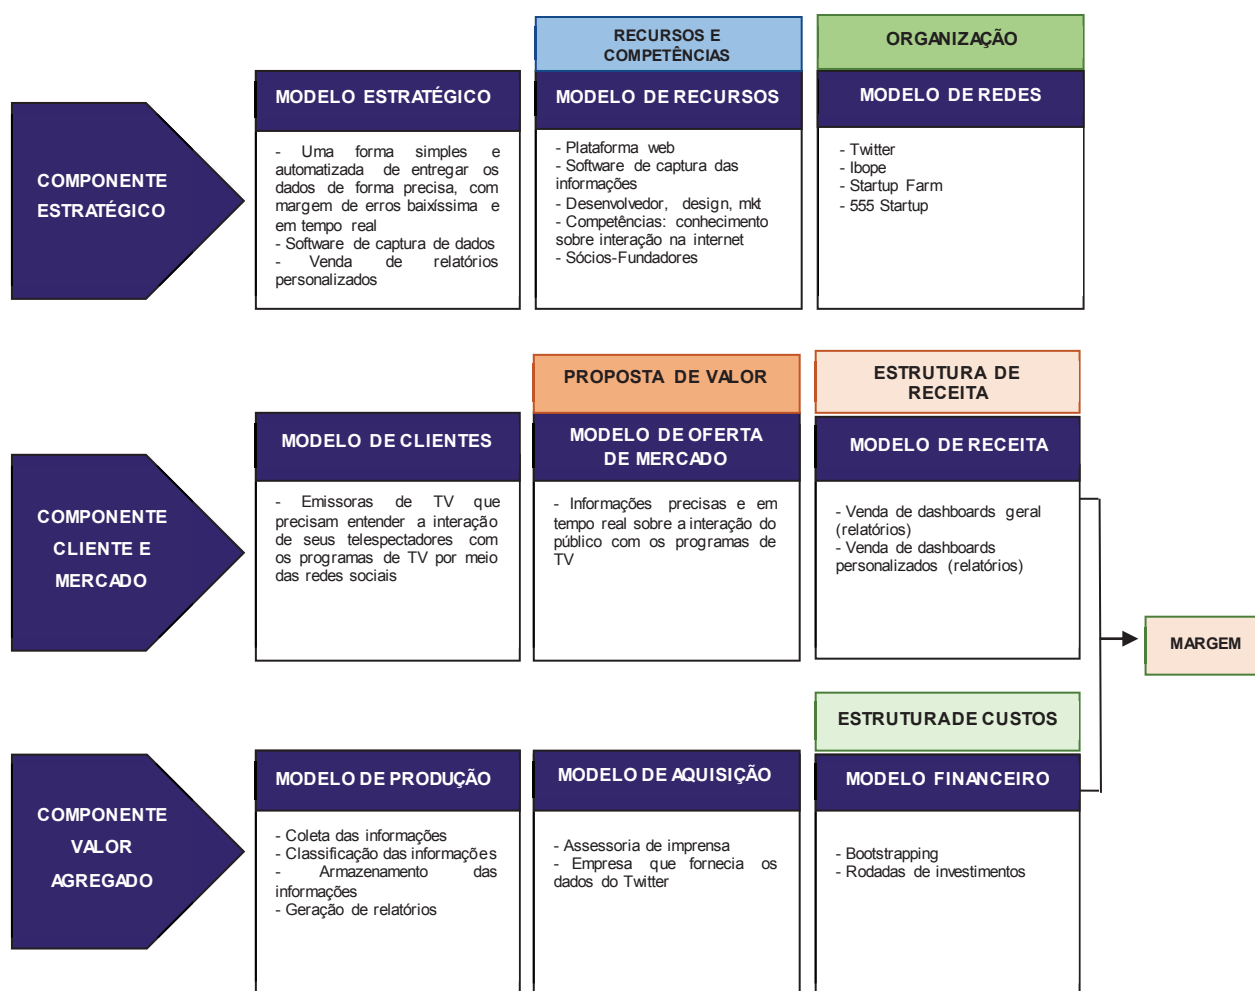 RECURSOS E
COMPETÊNCIAS
ORGANIZAÇÃO
MODELO ESTRATÉGICO
MODELO DE RECURSOS
MODELO DE REDES
COMPONENTE
ESTRATÉGICO
- Uma forma simples e
automatizada de entregar os
dados de forma precisa, com
margem de erros baixíssima e
em tempo real
- Software de captura de dados
- Venda de relatórios
personalizados
- Plataforma web
- Software de captura das
informações
- Desenvolvedor, design, mkt
- Competências: conhecimento
sobre interação na internet
- Sócios-Fundadores
- Twitter
- Ibope
- Startup Farm
- 555 Startup
PROPOSTA DE VALOR
ESTRUTURA DE
RECEITA
MODELO DE CLIENTES
MODELO DE OFERTA
DE MERCADO
MODELO DE RECEITA
COMPONENTE
CLIENTE E
MERCADO
- Emissoras de TV que
precisam entender a interação
de seus telespectadores com
os programas de TV por meio
das redes sociais
- Informações precisas e em
tempo real sobre a interação do
público com os programas de
TV
- Venda de dashboards geral
(relatórios)
- Venda de dashboards
personalizados (relatórios)
MARGEM
ESTRUTURA DE CUSTOS
MODELO DE PRODUÇÃO
MODELO DE AQUISIÇÃO
MODELO FINANCEIRO
COMPONENTE
VALOR
AGREGADO
- Coleta das informações
- Classificação das informações
- Armazenamento das
informações
- Geração de relatórios
- Assessoria de imprensa
- Empresa que fornecia os
dados do Twitter
- Bootstrapping
- Rodadas de investimentos